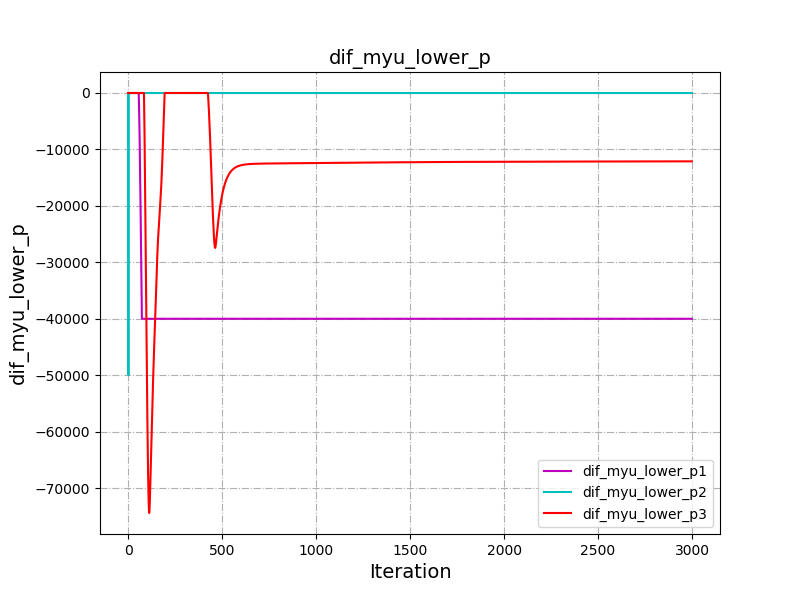 dif_myu_lower_p
0
−10000
−20000
−30000
−40000
−50000
−60000
−70000
dif_myu_lower_p
dif_myu_lower_p1
dif_myu_lower_p2
dif_myu_lower_p3
0 500 1000 1500 2000 2500 3000
Iteration